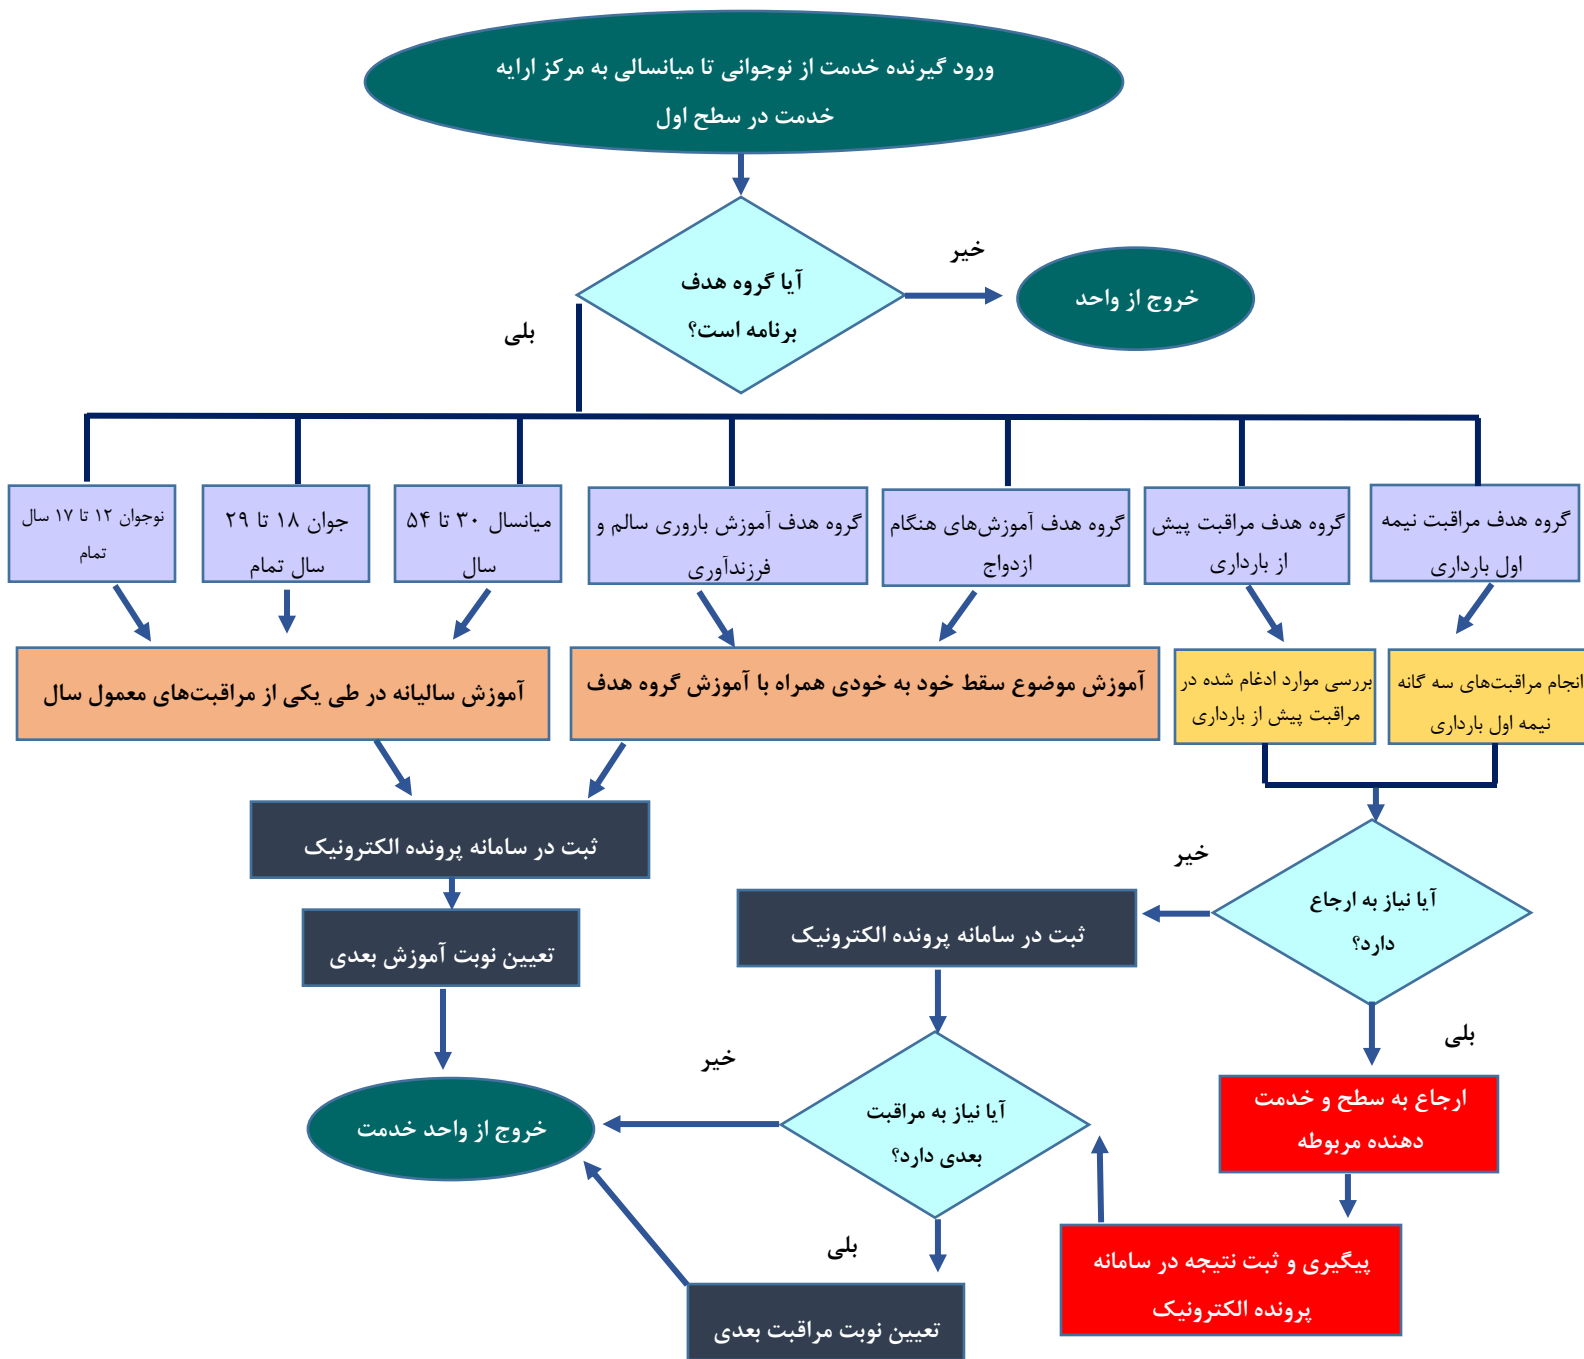 ورود گیرنده خدمت از نوجوانی تا میانسالی به مرکز ارایه
خدمت در سطح اول
آیا گروه هدف
برنامه است؟
خیر
خروج از واحد
بلی
گروه هدف مراقبت نیمه
اول بارداری
گروه هدف مراقبت پیش
از بارداری
گروه هدف آموزش‌های هنگام
ازدواج
گروه هدف آموزش باروری سالم و
فرزندآوری
میانسال ۳۰ تا ۵۴
سال
جوان ۱۸ تا ۲۹
سال تمام
نوجوان ۱۲ تا ۱۷ سال
تمام
انجام مراقبت‌های سه گانه
نیمه اول بارداری
بررسی موارد ادغام شده در
مراقبت پیش از بارداری
آموزش موضوع سقط خود به خودی همراه با آموزش گروه هدف
آموزش سالیانه در طی یکی از مراقبت‌های معمول سال
ثبت در سامانه پرونده الکترونیک
تعیین نوبت آموزش بعدی
خروج از واحد خدمت
آیا نیاز به ارجاع
دارد؟
خیر
ثبت در سامانه پرونده الکترونیک
بلی
ارجاع به سطح و خدمت
دهنده مربوطه
پیگیری و ثبت نتیجه در سامانه
پرونده الکترونیک
آیا نیاز به مراقبت
بعدی دارد؟
خیر
بلی
تعیین نوبت مراقبت بعدی